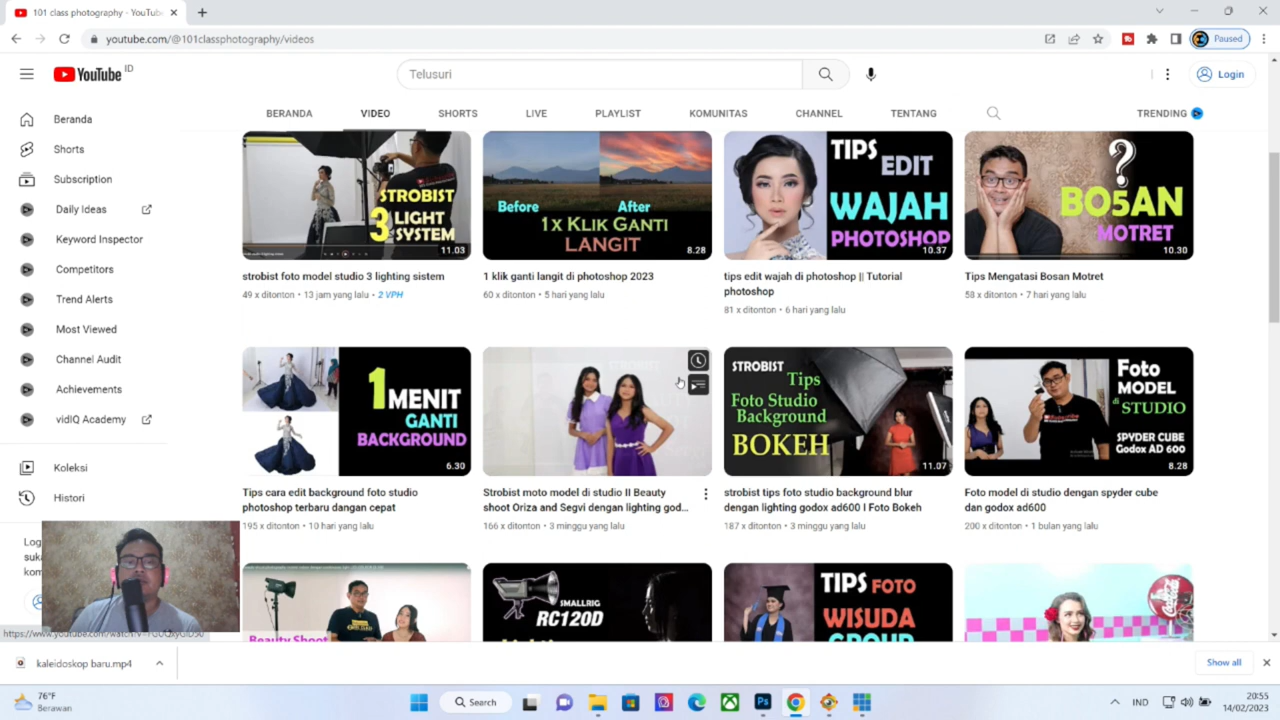 101 class photography - YouTub
youtube.com/@101classphotography/videos
Paused
YouTube ID
Telusuri
Login
BERANDA VIDEO SHORTS LIVE PLAYLIST KOMUNITAS CHANNEL TENTANG TRENDING
Beranda
Shorts
Subscription
Daily Ideas
Keyword Inspector
Competitors
Trend Alerts
Most Viewed
Channel Audit
Achievements
vidIQ Academy
Koleksi
Histori
STROBIST
3 LIGHT
SYSTEM
11.03
strobist foto model studio 3 lighting sistem
49 x ditonton • 13 jam yang lalu • 2 VPH
Before After
1x KLIK GANTI
LANGIT
8.28
1 klik ganti langit di photoshop 2023
60 x ditonton • 5 hari yang lalu
TIPS EDIT
WAJAH
PHOTOSHOP
10.37
tips edit wajah di photoshop || Tutorial
photoshop
81 x ditonton • 6 hari yang lalu
?
BO5AN
MOTRET
10.30
Tips Mengatasi Bosan Motret
58 x ditonton • 7 hari yang lalu
1 MENIT
GANTI
BACKGROUND
6.30
Tips cara edit background foto studio
photoshop terbaru dangan cepat
195 x ditonton • 10 hari yang lalu
STROBIST
Strobist moto model di studio II Beauty
shoot Oriza and Segvi dengan lighting god...
166 x ditonton • 3 minggu yang lalu
STROBIST
Tips
Foto Studio
Background
BOKEH
11.07
strobist tips foto studio background blur
dengan lighting godox ad600 I Foto Bokeh
187 x ditonton • 3 minggu yang lalu
Foto
MODEL
di STUDIO
SPYDER CUBE
Godox AD 600
8.28
Foto model di studio dengan spyder cube
dan godox ad600
200 x ditonton • 1 bulan yang lalu
Beauty Shoot
SMALLRIG
RC120D
TIPS FOTO
WISUDA
GROUP
Coca-Cola
Log
suka
kom
kaleidoskop baru.mp4
Show all
76°F
Berawan
Search
IND
20:55
14/02/2023